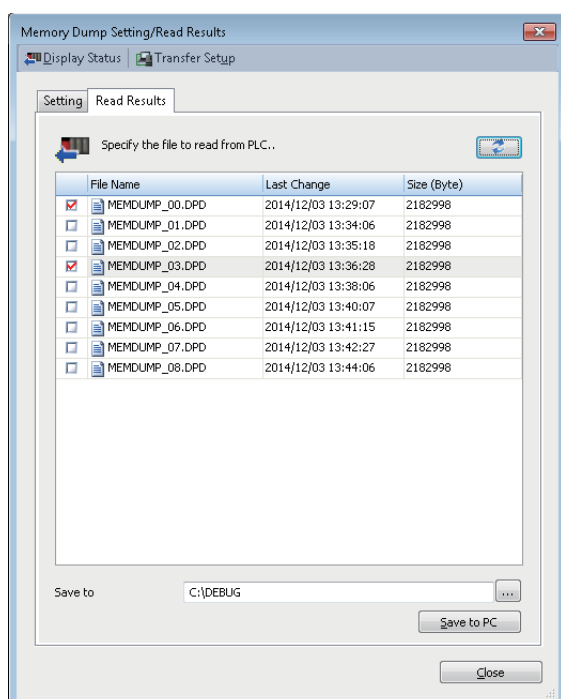 Memory Dump Setting/Read Results
Display Status Transfer Setup
Setting Read Results
Specify the file to read from PLC..
File Name Last Change Size (Byte)
MEMDUMP_00.DPD 2014/12/03 13:29:07 2182998
MEMDUMP_01.DPD 2014/12/03 13:34:06 2182998
MEMDUMP_02.DPD 2014/12/03 13:35:18 2182998
MEMDUMP_03.DPD 2014/12/03 13:36:28 2182998
MEMDUMP_04.DPD 2014/12/03 13:38:06 2182998
MEMDUMP_05.DPD 2014/12/03 13:40:07 2182998
MEMDUMP_06.DPD 2014/12/03 13:41:15 2182998
MEMDUMP_07.DPD 2014/12/03 13:42:27 2182998
MEMDUMP_08.DPD 2014/12/03 13:44:06 2182998
Save to C:\DEBUG ...
Save to PC
Close